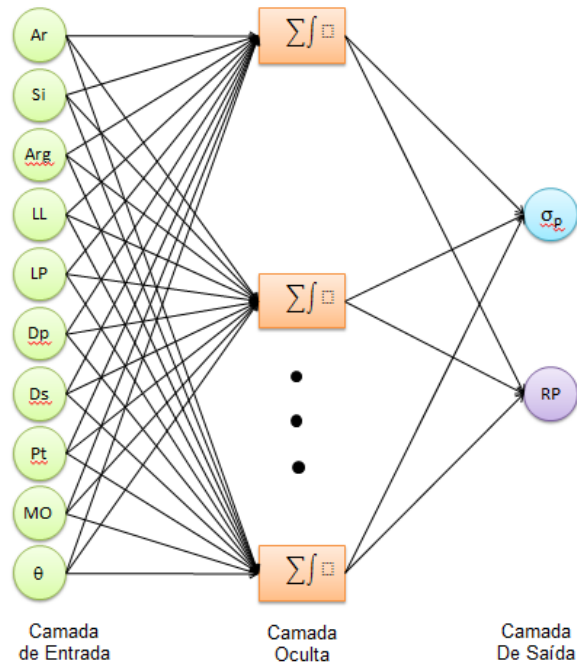 Ar
Si
Arg
LL
LP
Dp
Ds
Pt
MO
θ
∑∫
∑∫
∑∫
σp
RP
Camada
de Entrada
Camada
Oculta
Camada
De Saída